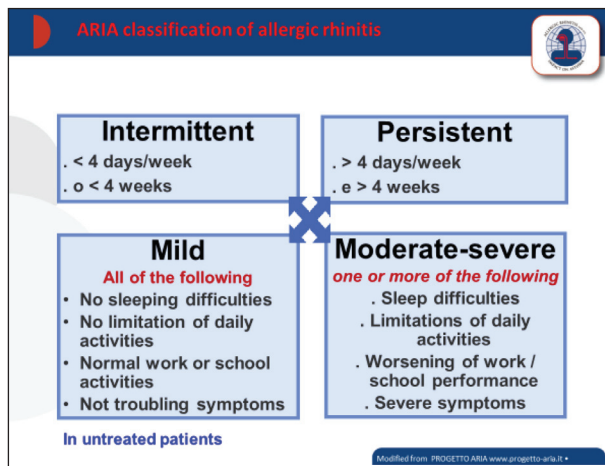 ARIA classification of allergic rhinitis
Intermittent
. < 4 days/week
. o < 4 weeks
Persistent
. > 4 days/week
. e > 4 weeks
Mild
All of the following
• No sleeping difficulties
• No limitation of daily
activities
• Normal work or school
activities
• Not troubling symptoms
Moderate-severe
one or more of the following
. Sleep difficulties
. Limitations of daily
activities
. Worsening of work /
school performance
. Severe symptoms
In untreated patients
Modified from PROGETTO ARIA www.progetto-aria.it •